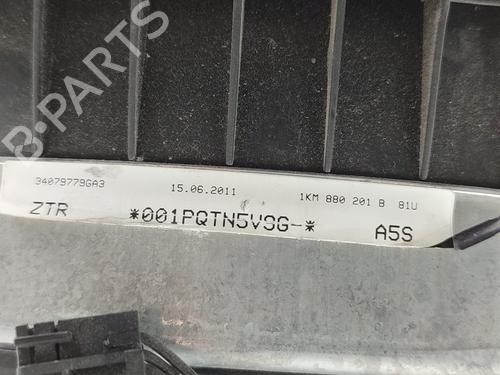 B-PARTS
34079779GA3 15.06.2011 1KM 880 201 B 81U
ZTR *001PQTN5VSG-* A5S